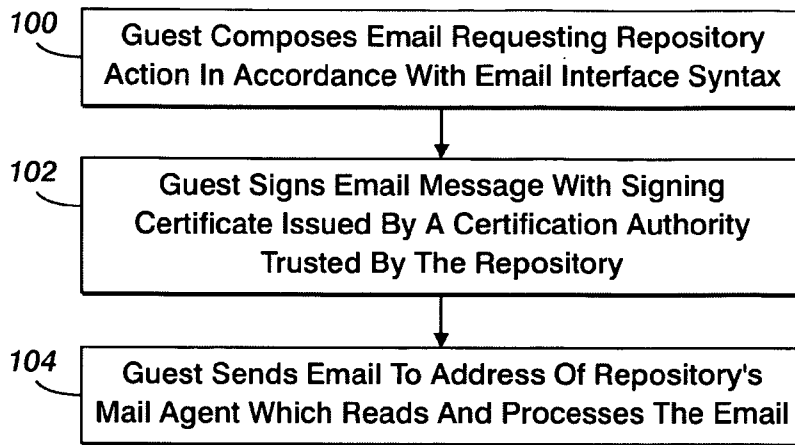 100
Guest Composes Email Requesting Repository
Action In Accordance With Email Interface Syntax
102
Guest Signs Email Message With Signing
Certificate Issued By A Certification Authority
Trusted By The Repository
104
Guest Sends Email To Address Of Repository's
Mail Agent Which Reads And Processes The Email